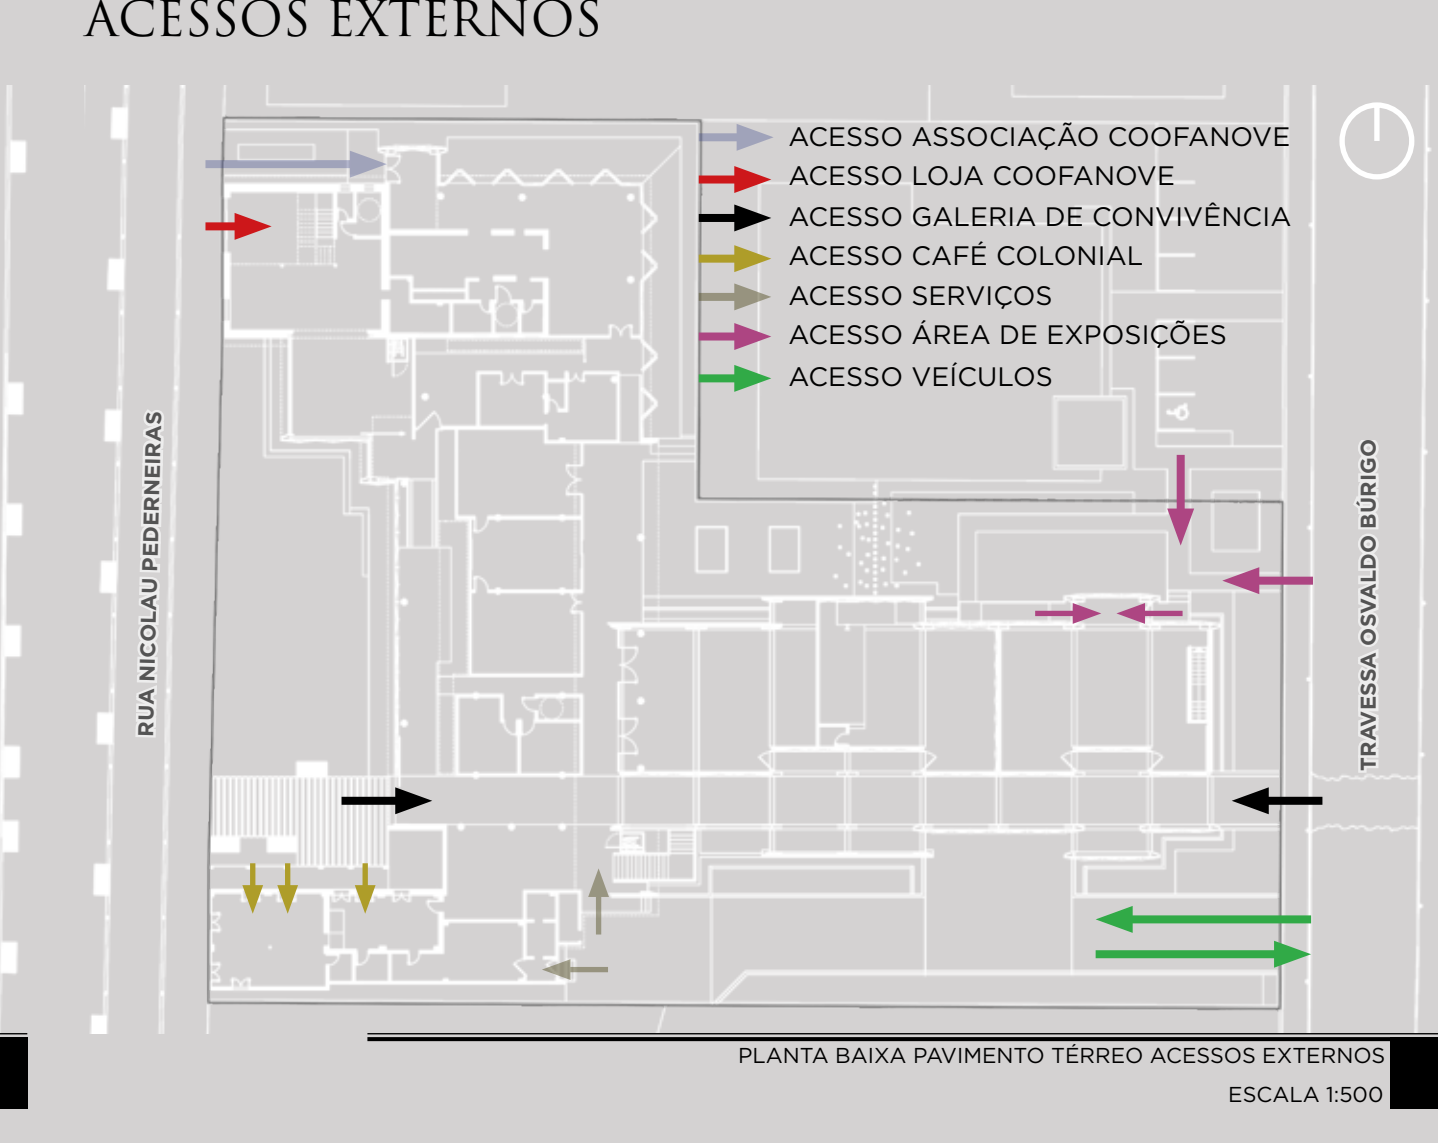 ACESSOS EXTERNOS
ACESSO ASSOCIAÇÃO COOFANOVE
ACESSO LOJA COOFANOVE
ACESSO GALERIA DE CONVIVÊNCIA
ACESSO CAFÉ COLONIAL
ACESSO SERVIÇOS
ACESSO ÁREA DE EXPOSIÇÕES
ACESSO VEÍCULOS
RUA NICOLAU PEDERNEIRAS
TRAVESSA OSVALDO BÚRIGO
PLANTA BAIXA PAVIMENTO TÉRREO ACESSOS EXTERNOS
ESCALA 1:500